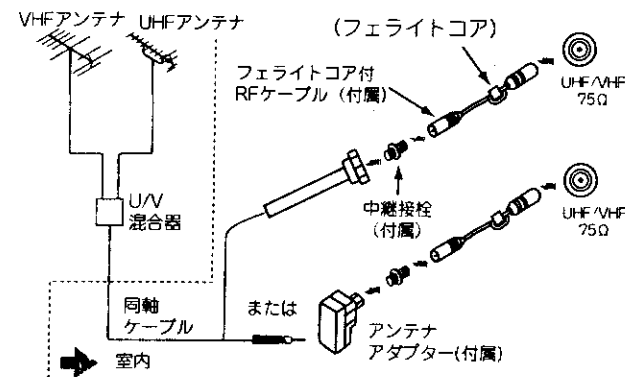 VHFアンテナ UHFアンテナ
(フェライトコア)
フェライトコア付
RFケーブル (付属)
UHF/VHF
75Ω
U/V
混合器
中継接栓
(付属)
UHF/VHF
75Ω
同軸
ケーブル
または
アンテナ
アダプター(付属)
室内